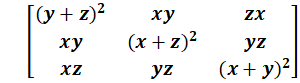 (y + z)² xy zx
xy (x + z)² yz
xz yz (x + y)²